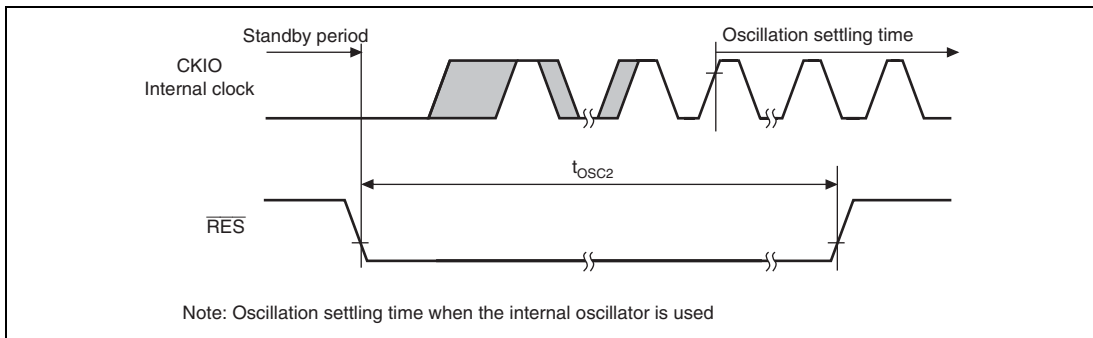 Standby period
Oscillation settling time
CKIO
Internal clock
tOSC2
RES
Note: Oscillation settling time when the internal oscillator is used